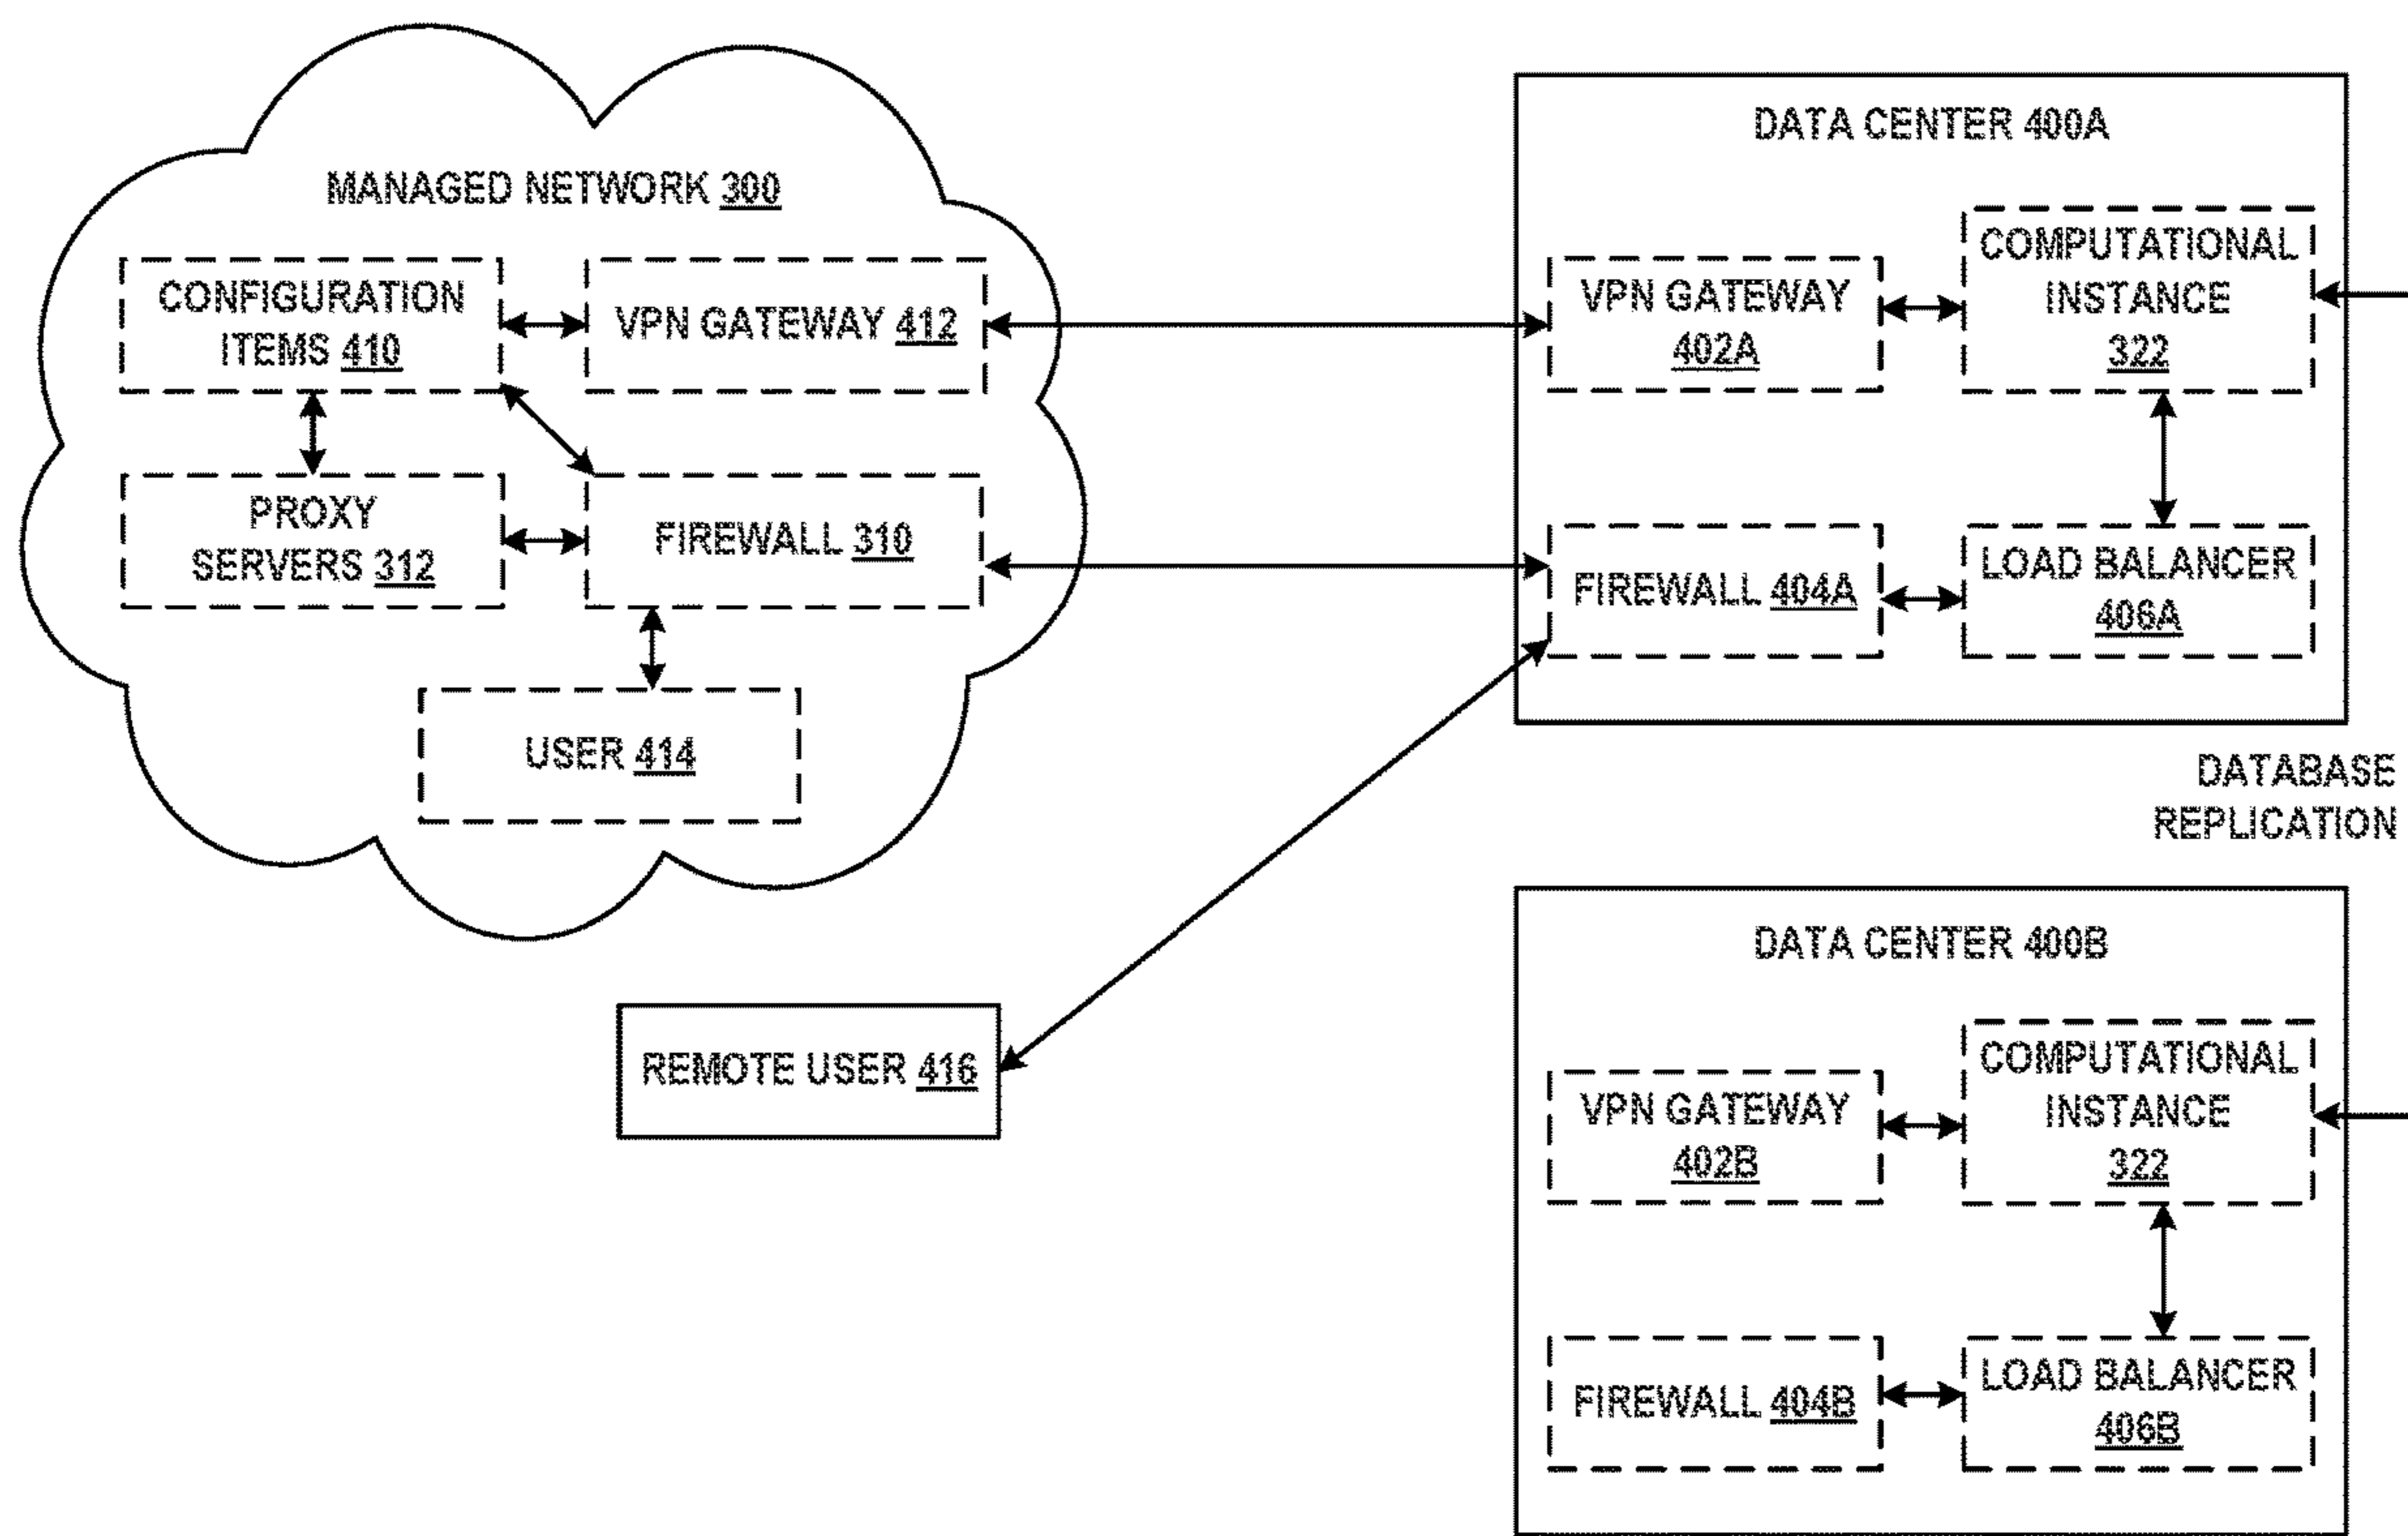 MANAGED NETWORK 300
CONFIGURATION
ITEMS 410
VPN GATEWAY 412
PROXY
SERVERS 312
FIREWALL 310
USER 414
REMOTE USER 416
DATA CENTER 400A
VPN GATEWAY
402A
COMPUTATIONAL
INSTANCE
322
FIREWALL 404A
LOAD BALANCER
406A
DATABASE
REPLICATION
DATA CENTER 400B
VPN GATEWAY
402B
COMPUTATIONAL
INSTANCE
322
FIREWALL 404B
LOAD BALANCER
406B